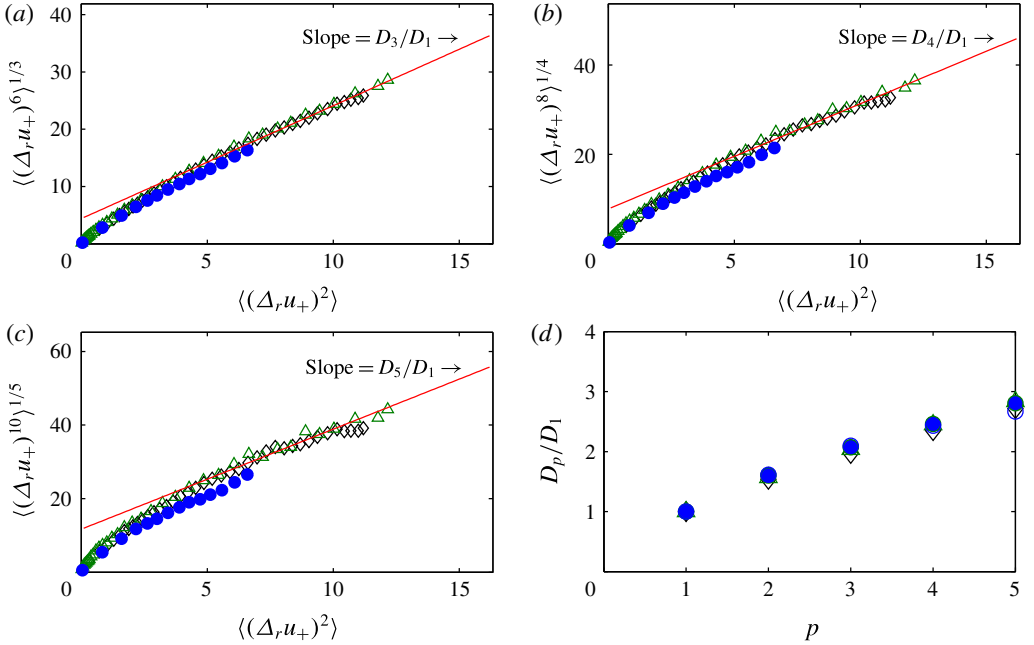 (a)
40
30
20
10
0
5
10
15
Slope = D₃/D₁ →
⟨(Δᵣu₊)⁶⟩¹/³
⟨(Δᵣu₊)²⟩
(b)
40
20
0
5
10
15
Slope = D₄/D₁ →
⟨(Δᵣu₊)⁸⟩¹/⁴
⟨(Δᵣu₊)²⟩
(c)
60
40
20
0
5
10
15
Slope = D₅/D₁ →
⟨(Δᵣu₊)¹⁰⟩¹/⁵
⟨(Δᵣu₊)²⟩
(d)
4
3
2
1
0
1
2
3
4
5
Dₚ/D₁
p